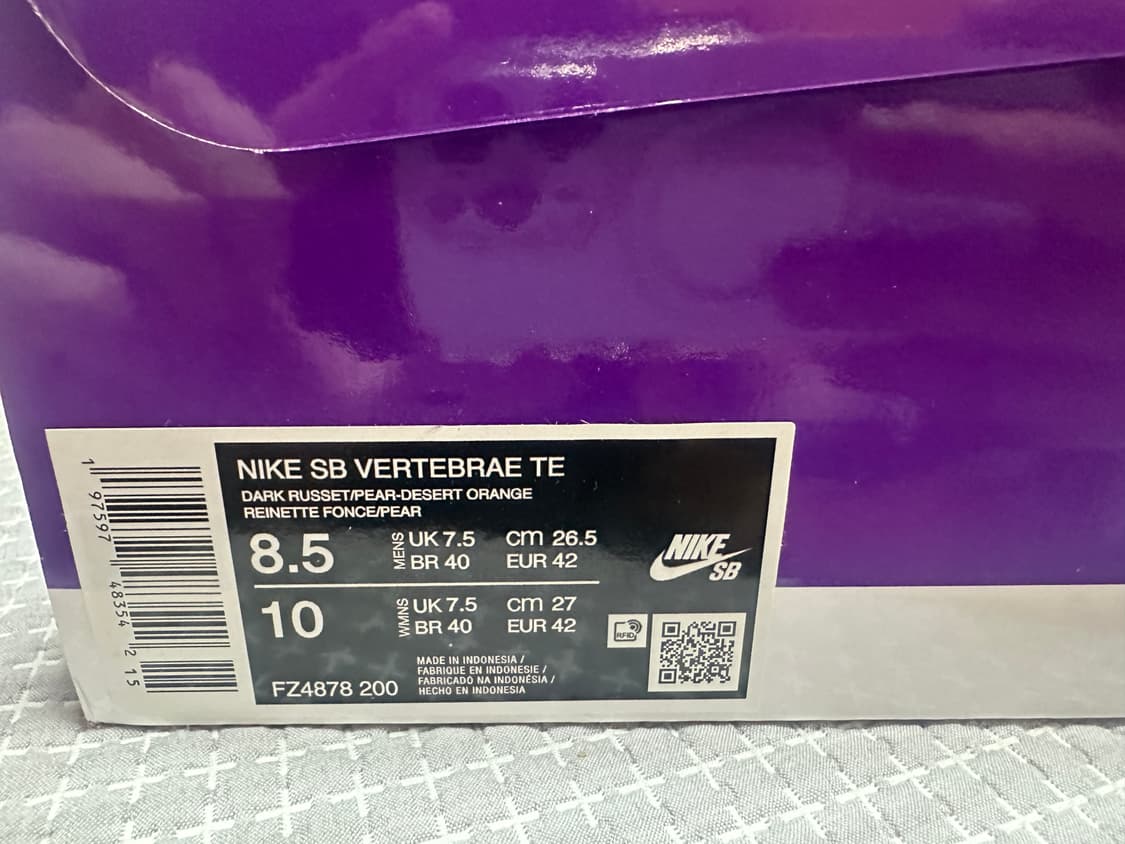 NIKE SB VERTEBRAE TE
DARK RUSSET/PEAR-DESERT ORANGE
REINETTE FONCE/PEAR
8.5
MENS
UK 7.5 cm 26.5
BR 40 EUR 42
10
WMNS
UK 7.5 cm 27
BR 40 EUR 42
NIKE
SB
RFID
MADE IN INDONESIA /
FABRIQUE EN INDONESIE /
FABRICADO NA INDONÉSIA /
HECHO EN INDONESIA
FZ4878 200
1 97597 48354 2 15